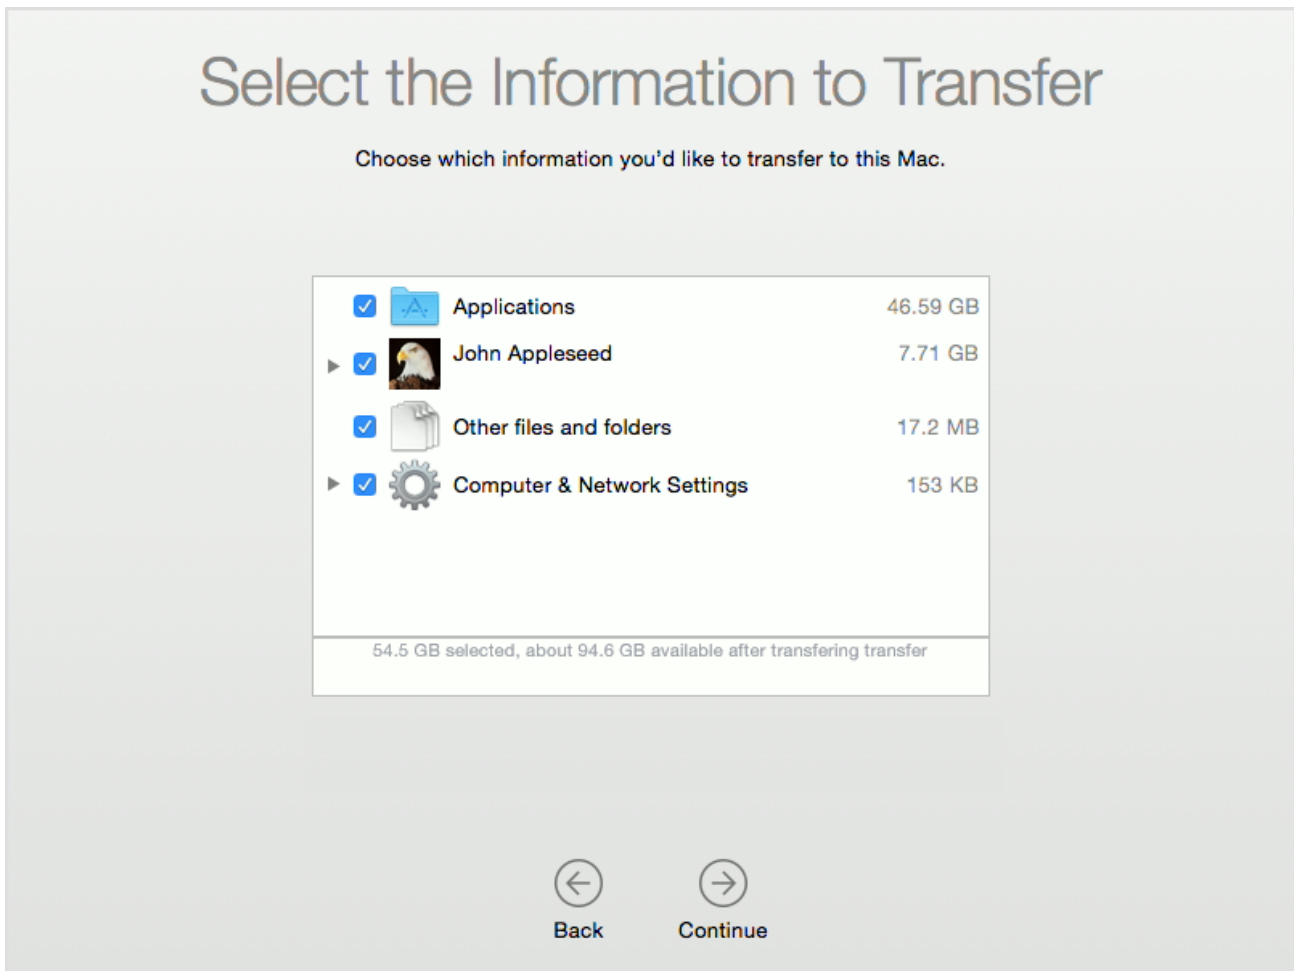 Select the Information to Transfer
Choose which information you’d like to transfer to this Mac.
Applications 46.59 GB
John Appleseed 7.71 GB
Other files and folders 17.2 MB
Computer & Network Settings 153 KB
54.5 GB selected, about 94.6 GB available after transfering transfer
Back Continue